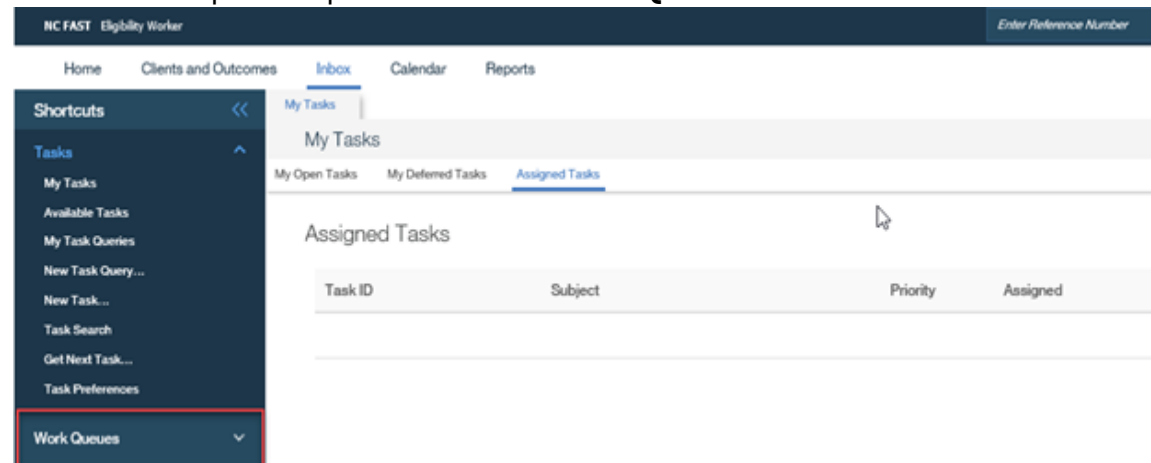 NC FAST Eligibility Worker Enter Reference Number
Home Clients and Outcomes Inbox Calendar Reports
Shortcuts
My Tasks
My Tasks
Tasks
My Open Tasks My Deferred Tasks Assigned Tasks
My Tasks
Available Tasks
My Task Queries
New Task Query...
New Task...
Task Search
Get Next Task...
Task Preferences
Work Queues
Assigned Tasks
Task ID Subject Priority Assigned